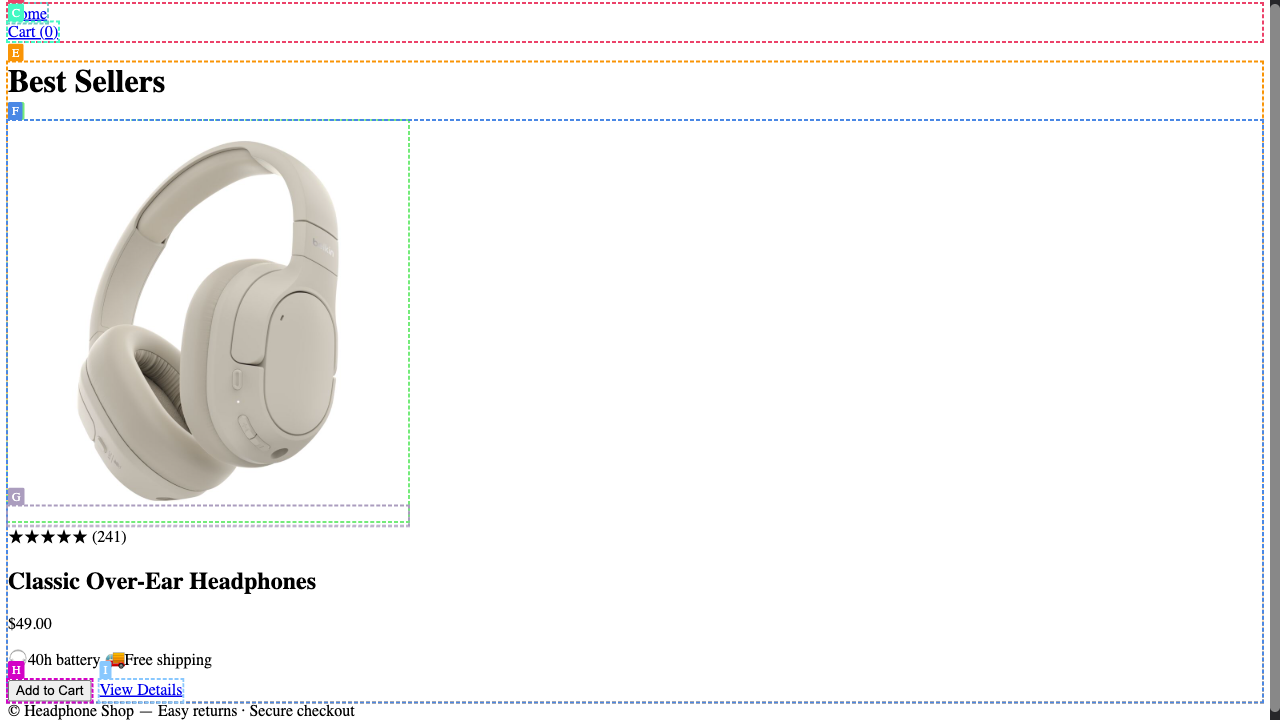 Come
Cart (0)
E
Best Sellers
F
G
★★★★★ (241)
Classic Over-Ear Headphones
$49.00
40h battery 🚚Free shipping
H
I
Add to Cart View Details
© Headphone Shop — Easy returns · Secure checkout